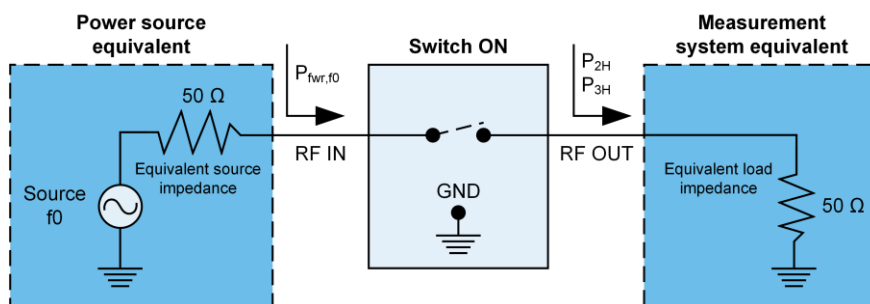 Power source
equivalent
Switch ON
Measurement
system equivalent
50 Ω
Equivalent source
impedance
Source
f0
P_fwr,f0
RF IN
GND
P_2H
P_3H
RF OUT
Equivalent load
impedance
50 Ω